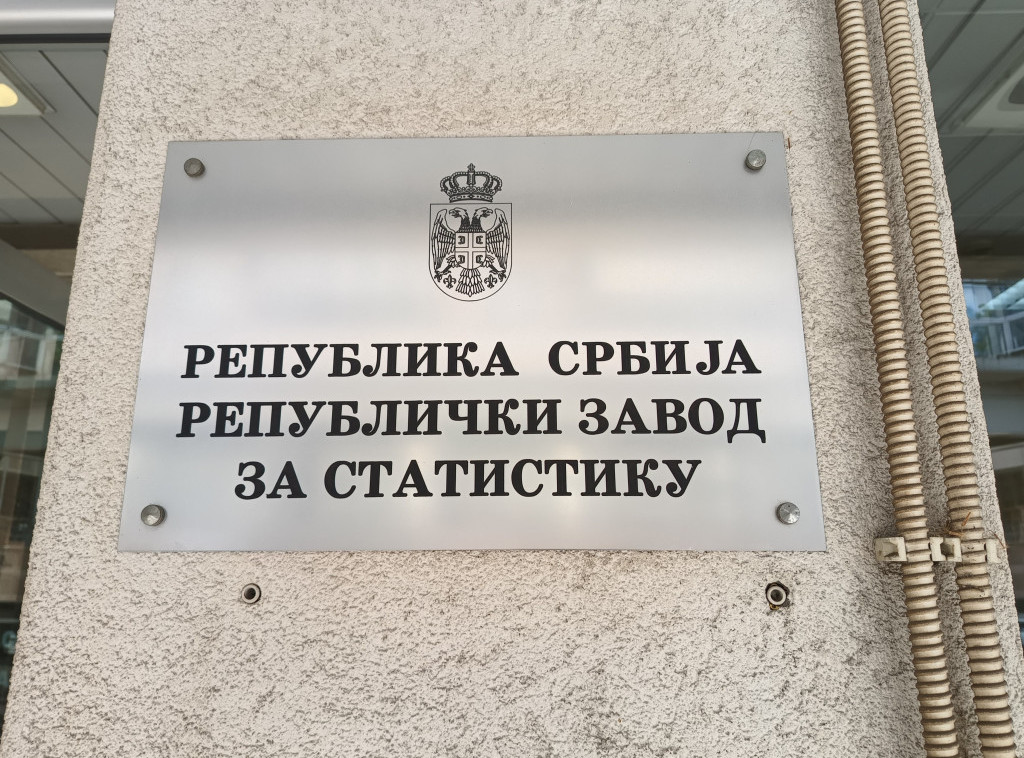 РЕПУБЛИКА СРБИЈА
РЕПУБЛИЧКИ ЗАВОД
ЗА СТАТИСТИКУ